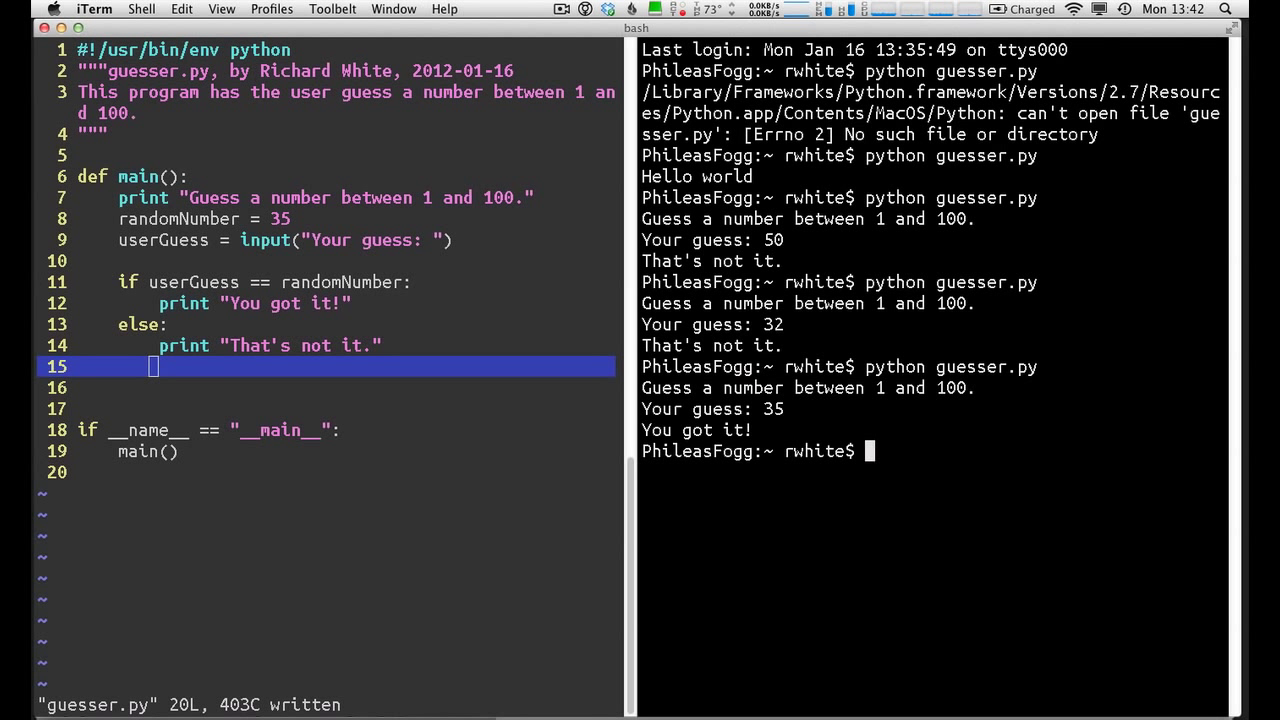 iTerm Shell Edit View Profiles Toolbelt Window Help 73° 0.0KB/s 0.0KB/s Charged Mon 13:42
bash
1 #!/usr/bin/env python
2 """guesser.py, by Richard White, 2012-01-16
3 This program has the user guess a number between 1 an
d 100.
4 """
5
6 def main():
7 print "Guess a number between 1 and 100."
8 randomNumber = 35
9 userGuess = input("Your guess: ")
10
11 if userGuess == randomNumber:
12 print "You got it!"
13 else:
14 print "That's not it."
15
16
17
18 if __name__ == "__main__":
19 main()
20
~
~
~
~
~
~
~
~
~
~
"guesser.py" 20L, 403C written
Last login: Mon Jan 16 13:35:49 on ttys000
PhileasFogg:~ rwhite$ python guesser.py
/Library/Frameworks/Python.framework/Versions/2.7/Resourc
es/Python.app/Contents/MacOS/Python: can't open file 'gue
sser.py': [Errno 2] No such file or directory
PhileasFogg:~ rwhite$ python guesser.py
Hello world
PhileasFogg:~ rwhite$ python guesser.py
Guess a number between 1 and 100.
Your guess: 50
That's not it.
PhileasFogg:~ rwhite$ python guesser.py
Guess a number between 1 and 100.
Your guess: 32
That's not it.
PhileasFogg:~ rwhite$ python guesser.py
Guess a number between 1 and 100.
Your guess: 35
You got it!
PhileasFogg:~ rwhite$